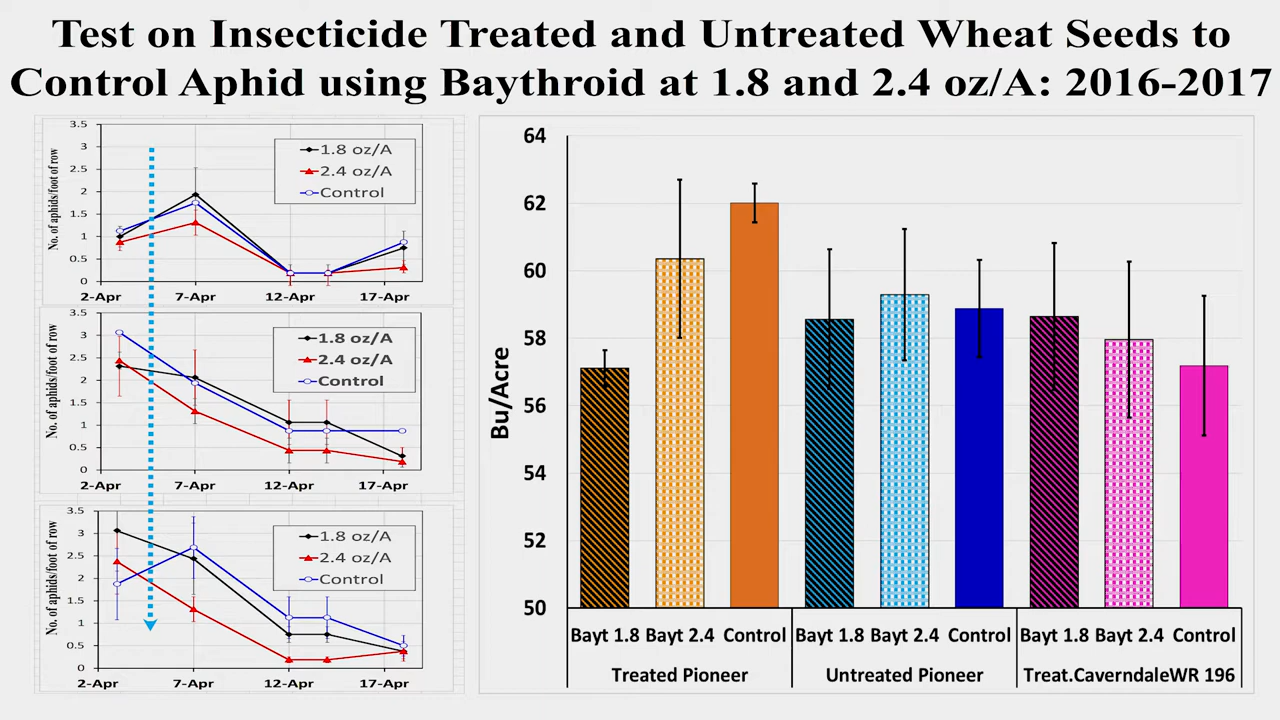 Test on Insecticide Treated and Untreated Wheat Seeds to
Control Aphid using Baythroid at 1.8 and 2.4 oz/A: 2016-2017
No. of aphids/foot of row
3.5
3
2.5
2
1.5
1
0.5
0
1.8 oz/A
2.4 oz/A
Control
2-Apr 7-Apr 12-Apr 17-Apr
No. of aphids/foot of row
3.5
3
2.5
2
1.5
1
0.5
0
1.8 oz/A
2.4 oz/A
Control
2-Apr 7-Apr 12-Apr 17-Apr
No. of aphids/foot of row
3.5
3
2.5
2
1.5
1
0.5
0
1.8 oz/A
2.4 oz/A
Control
2-Apr 7-Apr 12-Apr 17-Apr
Bu/Acre
64
62
60
58
56
54
52
50
Bayt 1.8 Bayt 2.4 Control Bayt 1.8 Bayt 2.4 Control Bayt 1.8 Bayt 2.4 Control
Treated Pioneer Untreated Pioneer Treat.CaverndaleWR 196